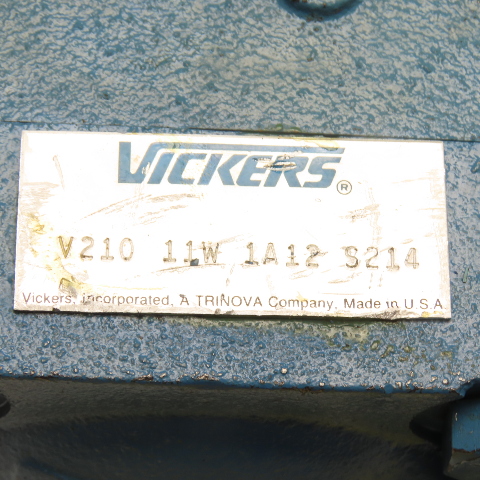 VICKERS®
V210 11W 1A12 S214
Vickers, incorporated, A TRINOVA Company, Made in U.S.A.